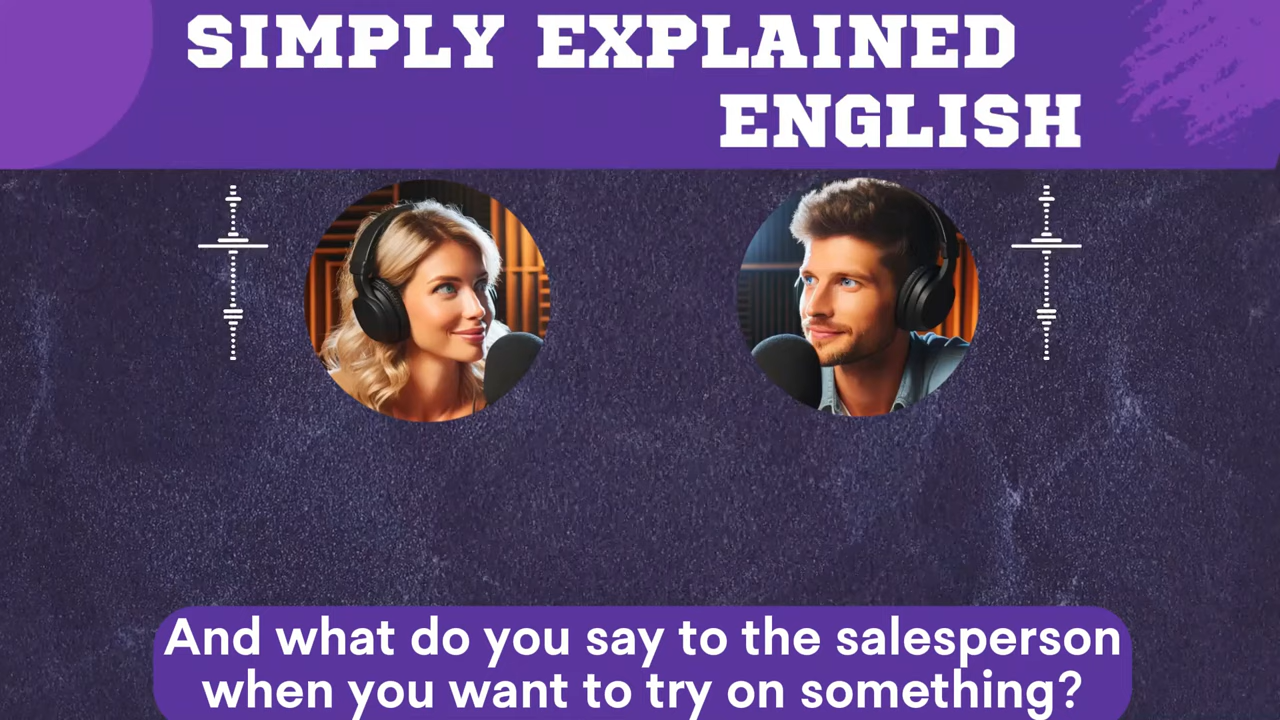 SIMPLY EXPLAINED
ENGLISH
And what do you say to the salesperson
when you want to try on something?